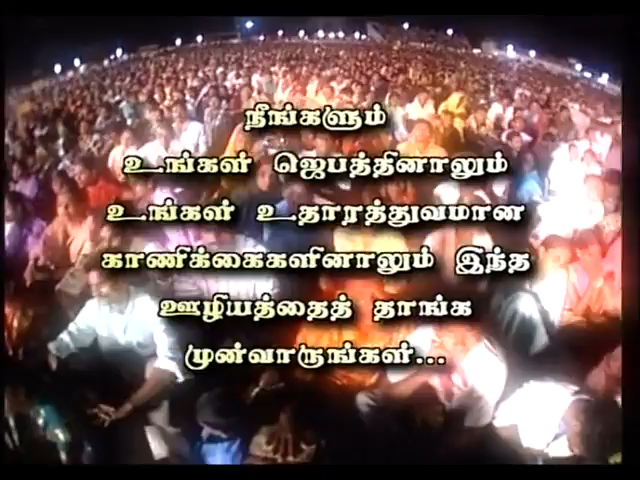 நீங்களும்
உங்கள் ஜெபத்தினாலும்
உங்கள் உதாரத்துவமான
காணிக்கைகளினாலும் இந்த
ஊழியத்தைத் தாங்க
முன்வாருங்கள்...